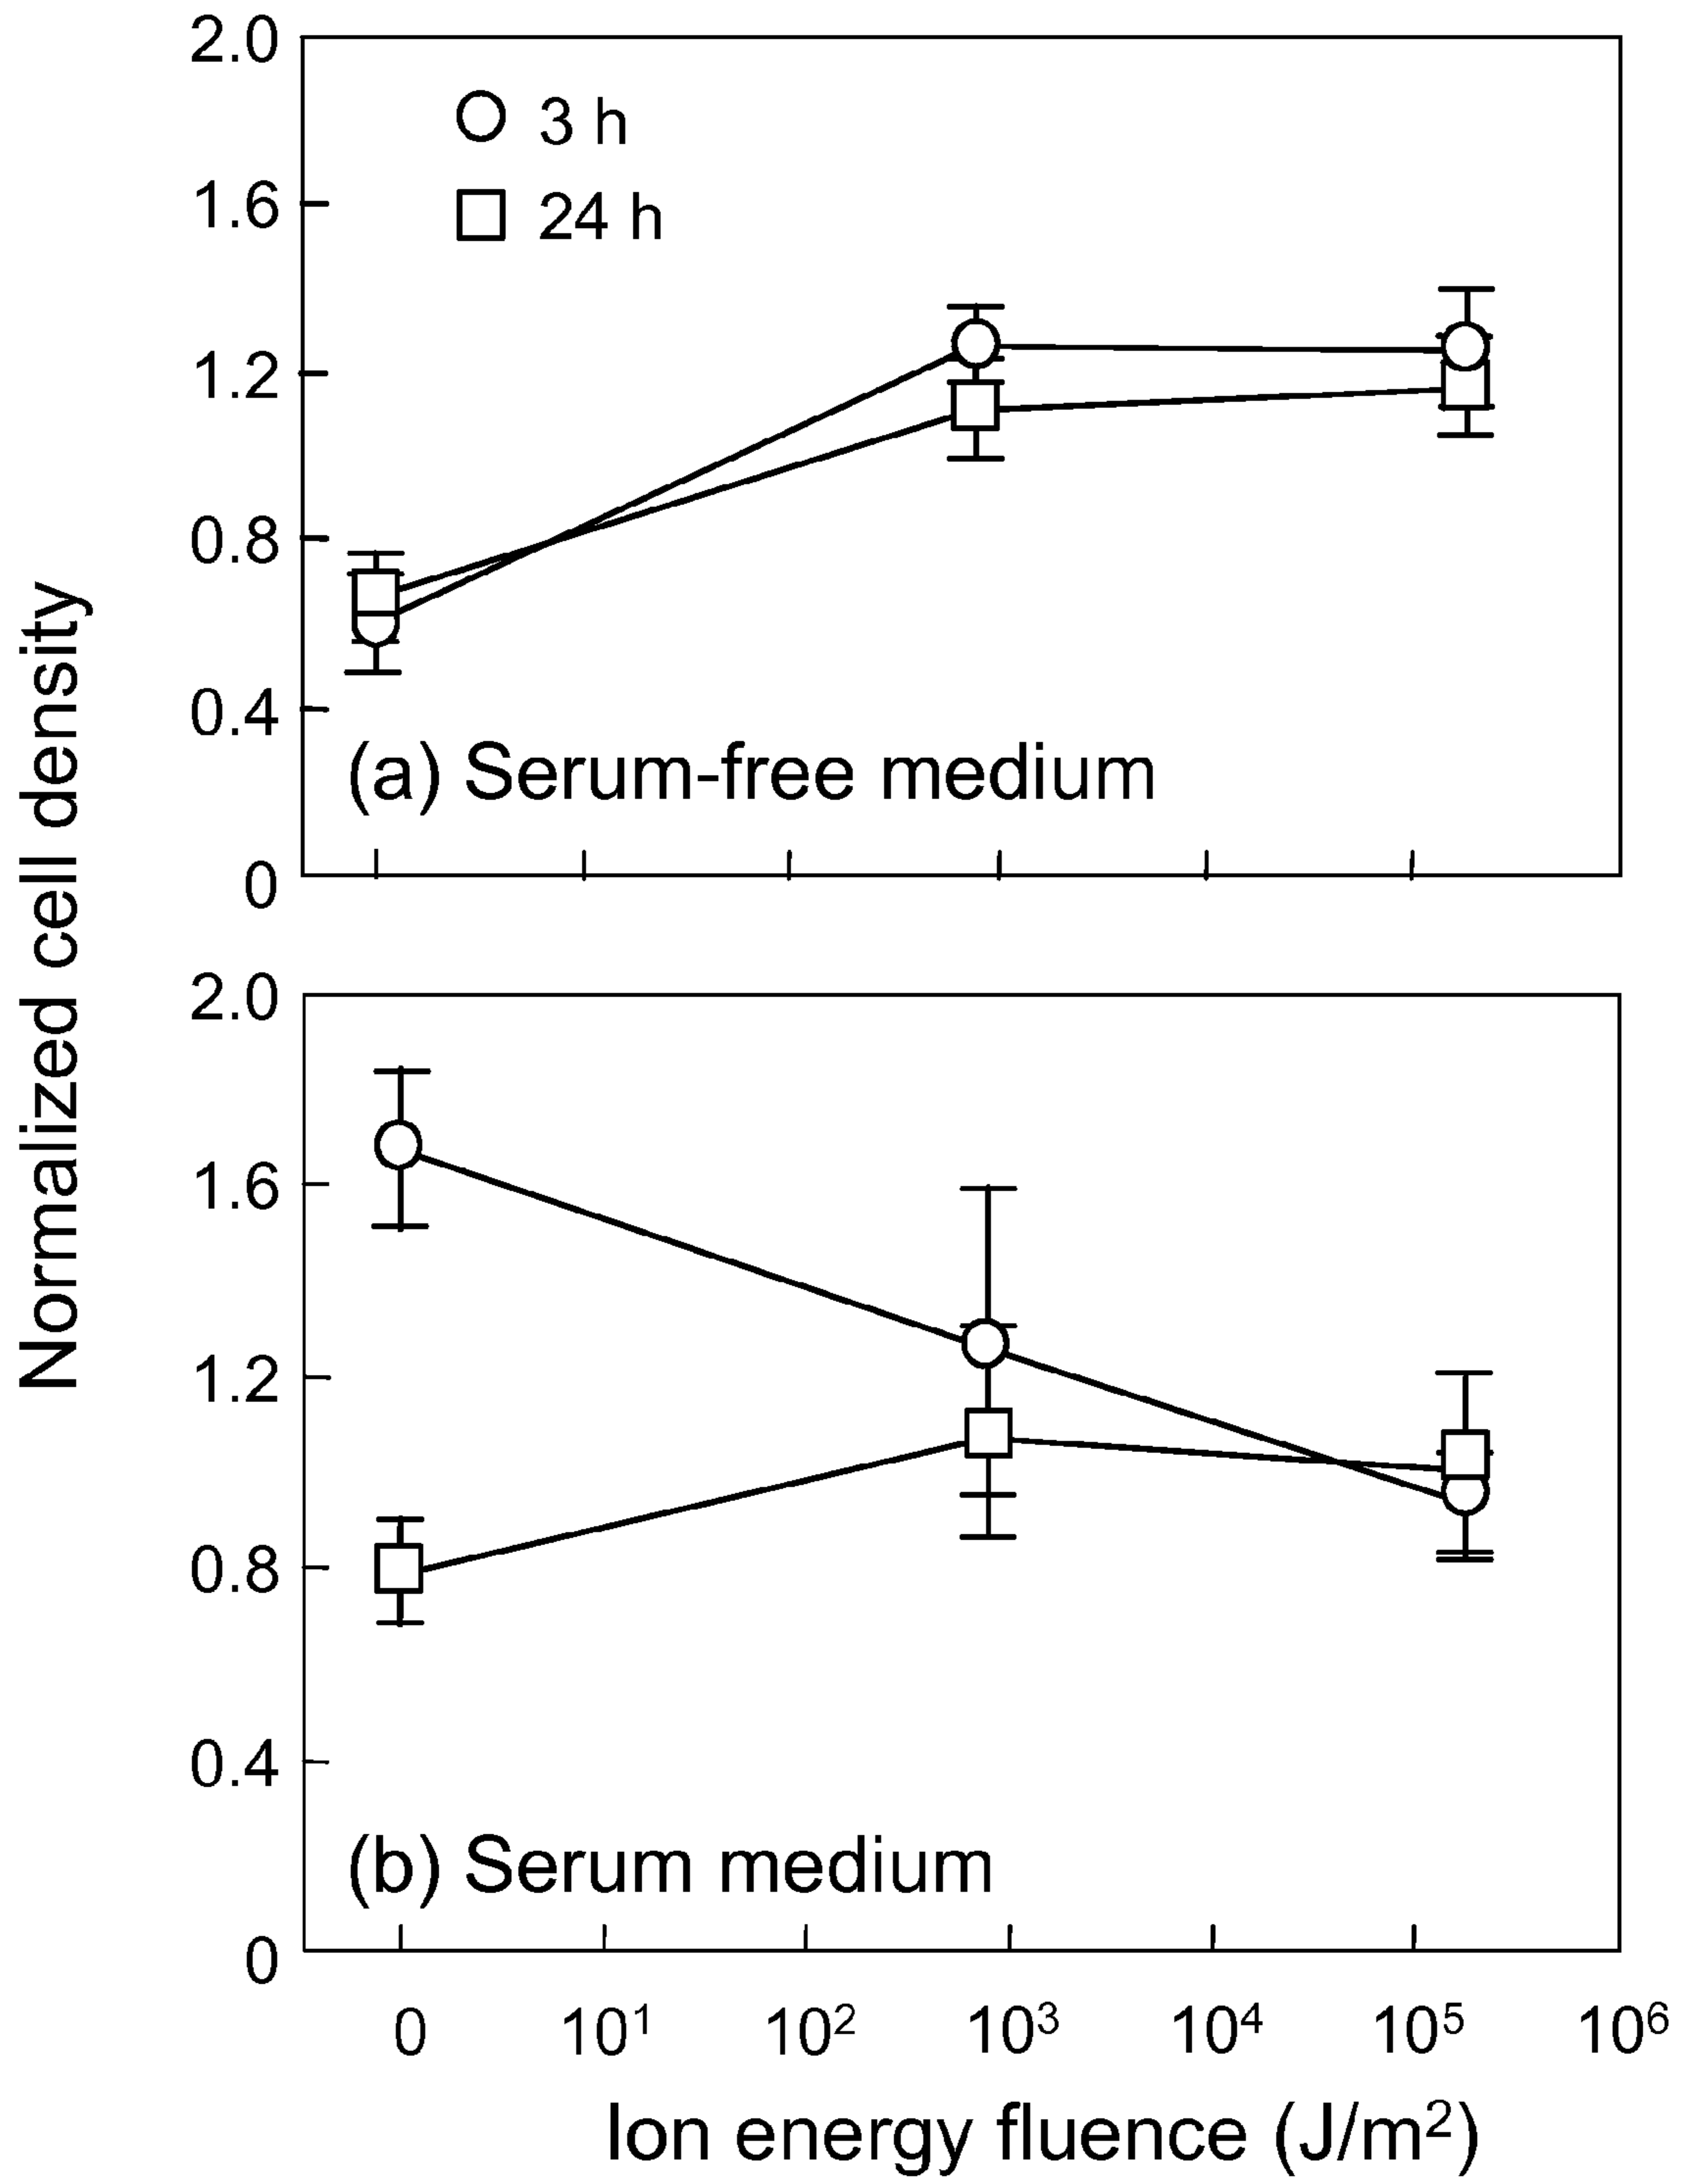 Normalized cell density
2.0
1.6
1.2
0.8
0.4
0
3 h
24 h
(a) Serum-free medium
2.0
1.6
1.2
0.8
0.4
0
(b) Serum medium
0 10¹ 10² 10³ 10⁴ 10⁵ 10⁶
Ion energy fluence (J/m²)